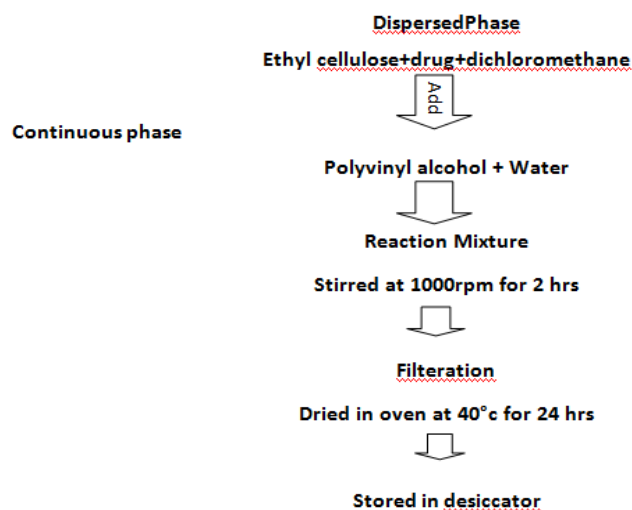 DispersedPhase
Ethyl cellulose+drug+dichloromethane
Add
Continuous phase
Polyvinyl alcohol + Water
Reaction Mixture
Stirred at 1000rpm for 2 hrs
Filteration
Dried in oven at 40°c for 24 hrs
Stored in desiccator